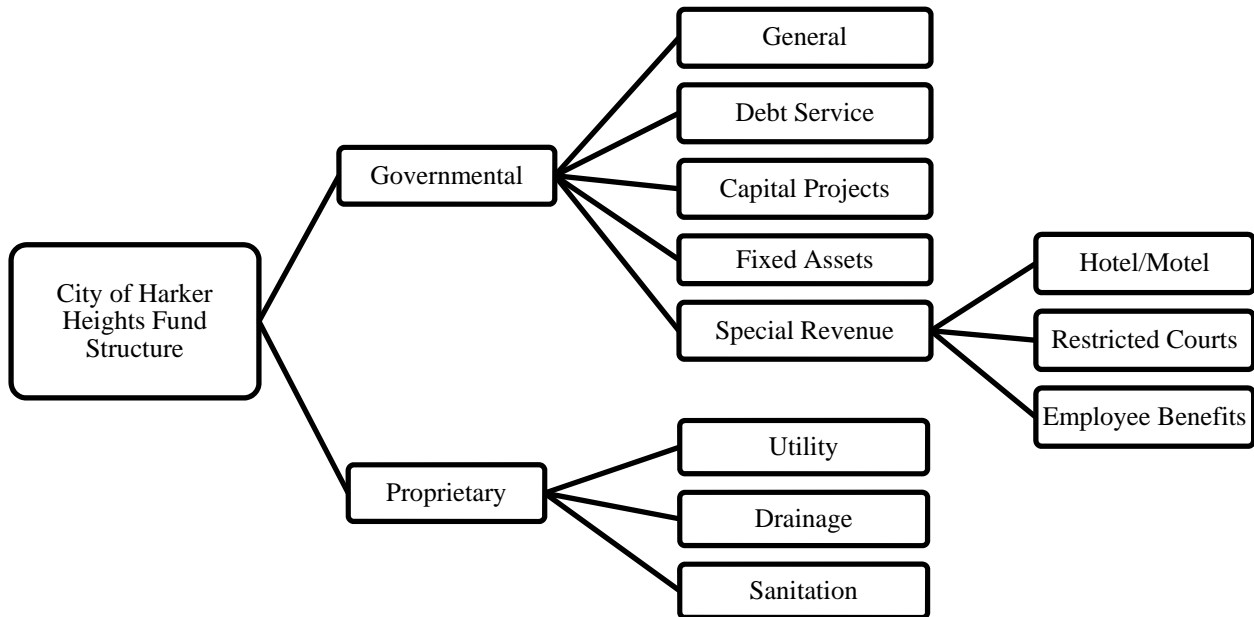 City of Harker
Heights Fund
Structure
Governmental
General
Debt Service
Capital Projects
Fixed Assets
Special Revenue
Hotel/Motel
Restricted Courts
Employee Benefits
Proprietary
Utility
Drainage
Sanitation